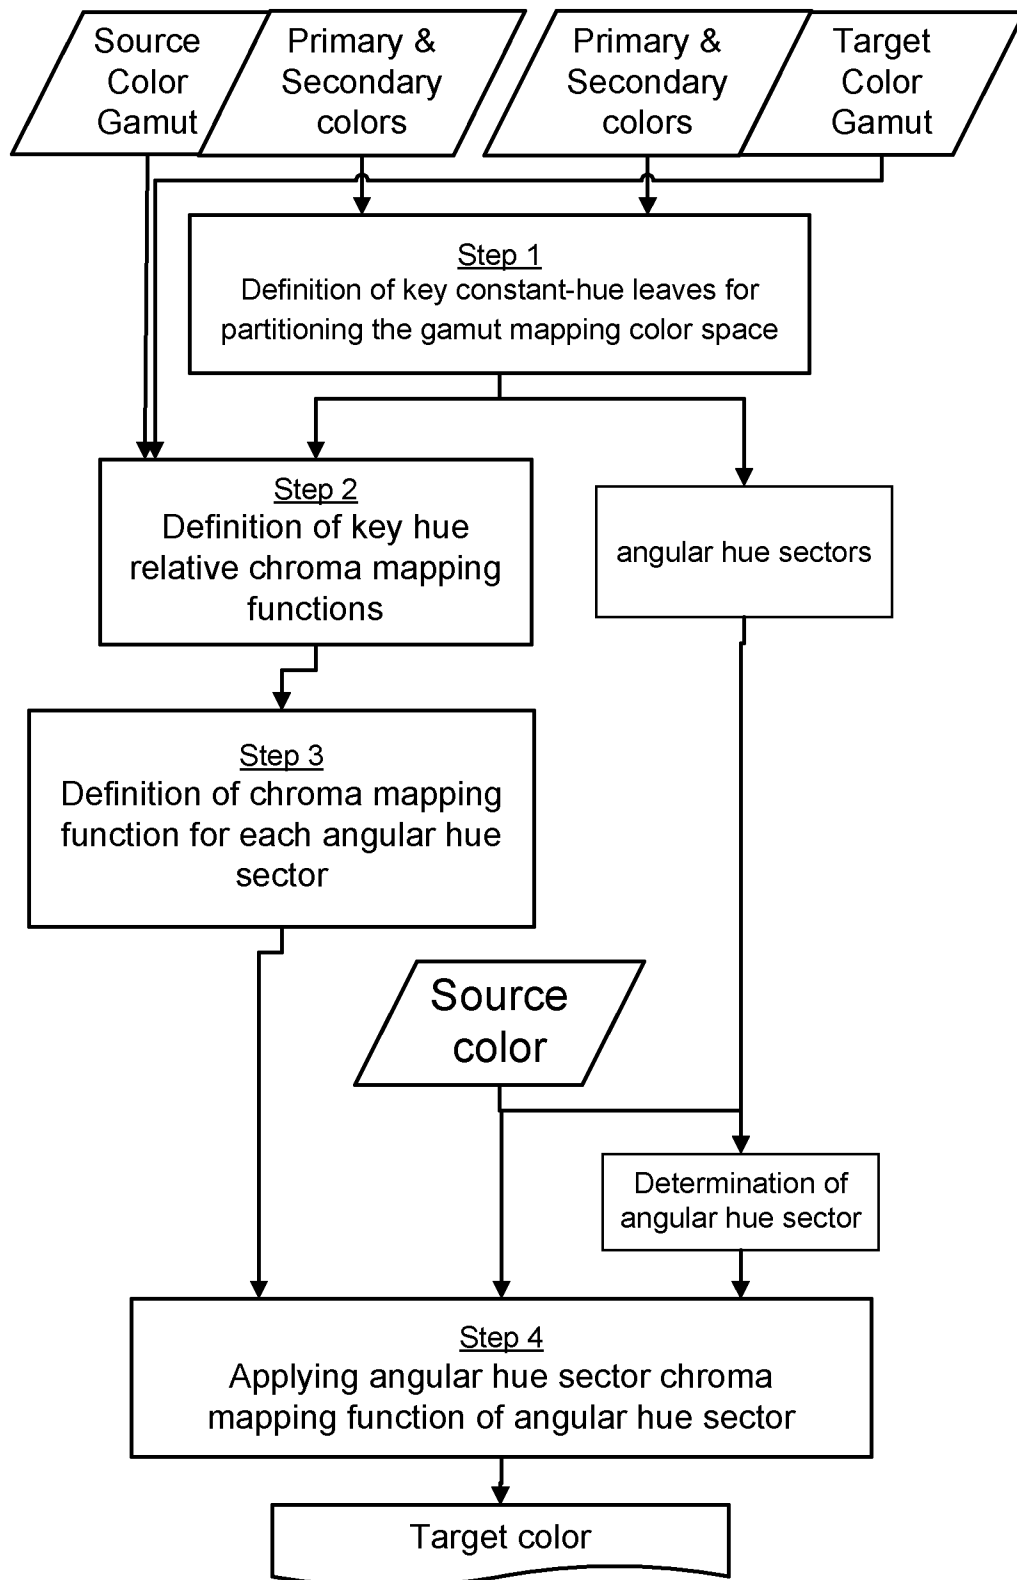 Source
Color
Gamut
Primary &
Secondary
colors
Primary &
Secondary
colors
Target
Color
Gamut
Step 1
Definition of key constant-hue leaves for
partitioning the gamut mapping color space
Step 2
Definition of key hue
relative chroma mapping
functions
angular hue sectors
Step 3
Definition of chroma mapping
function for each angular hue
sector
Source
color
Determination of
angular hue sector
Step 4
Applying angular hue sector chroma
mapping function of angular hue sector
Target color